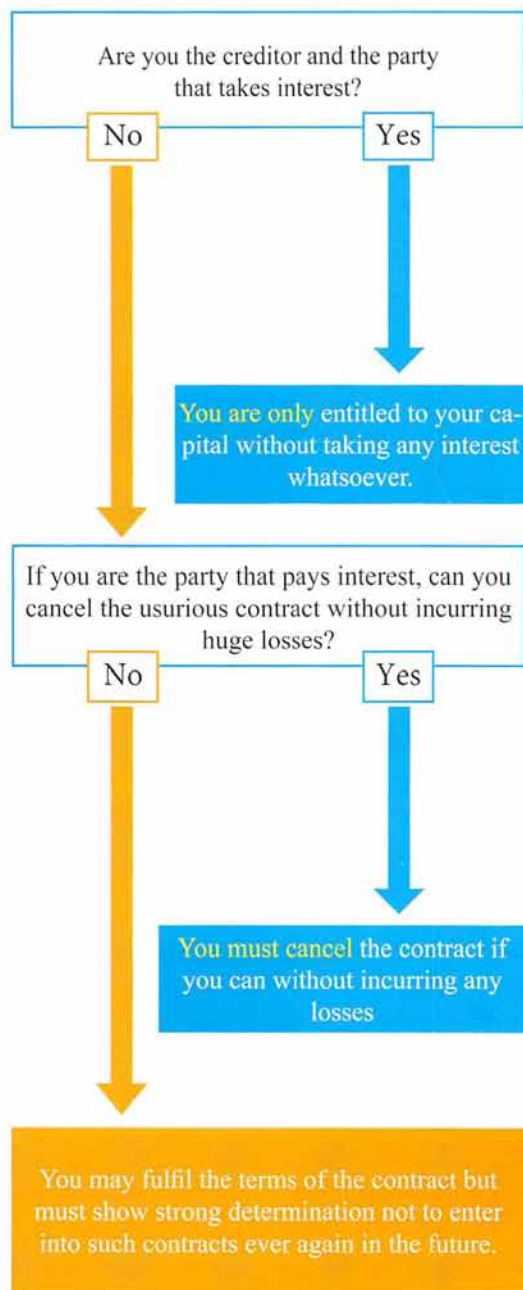 Are you the creditor and the party
that takes interest?
No
Yes
You are only entitled to your ca-
pital without taking any interest
whatsoever.
If you are the party that pays interest, can you
cancel the usurious contract without incurring
huge losses?
No
Yes
You must cancel the contract if
you can without incurring any
losses
You may fulfil the terms of the contract but
must show strong determination not to enter
into such contracts ever again in the future.